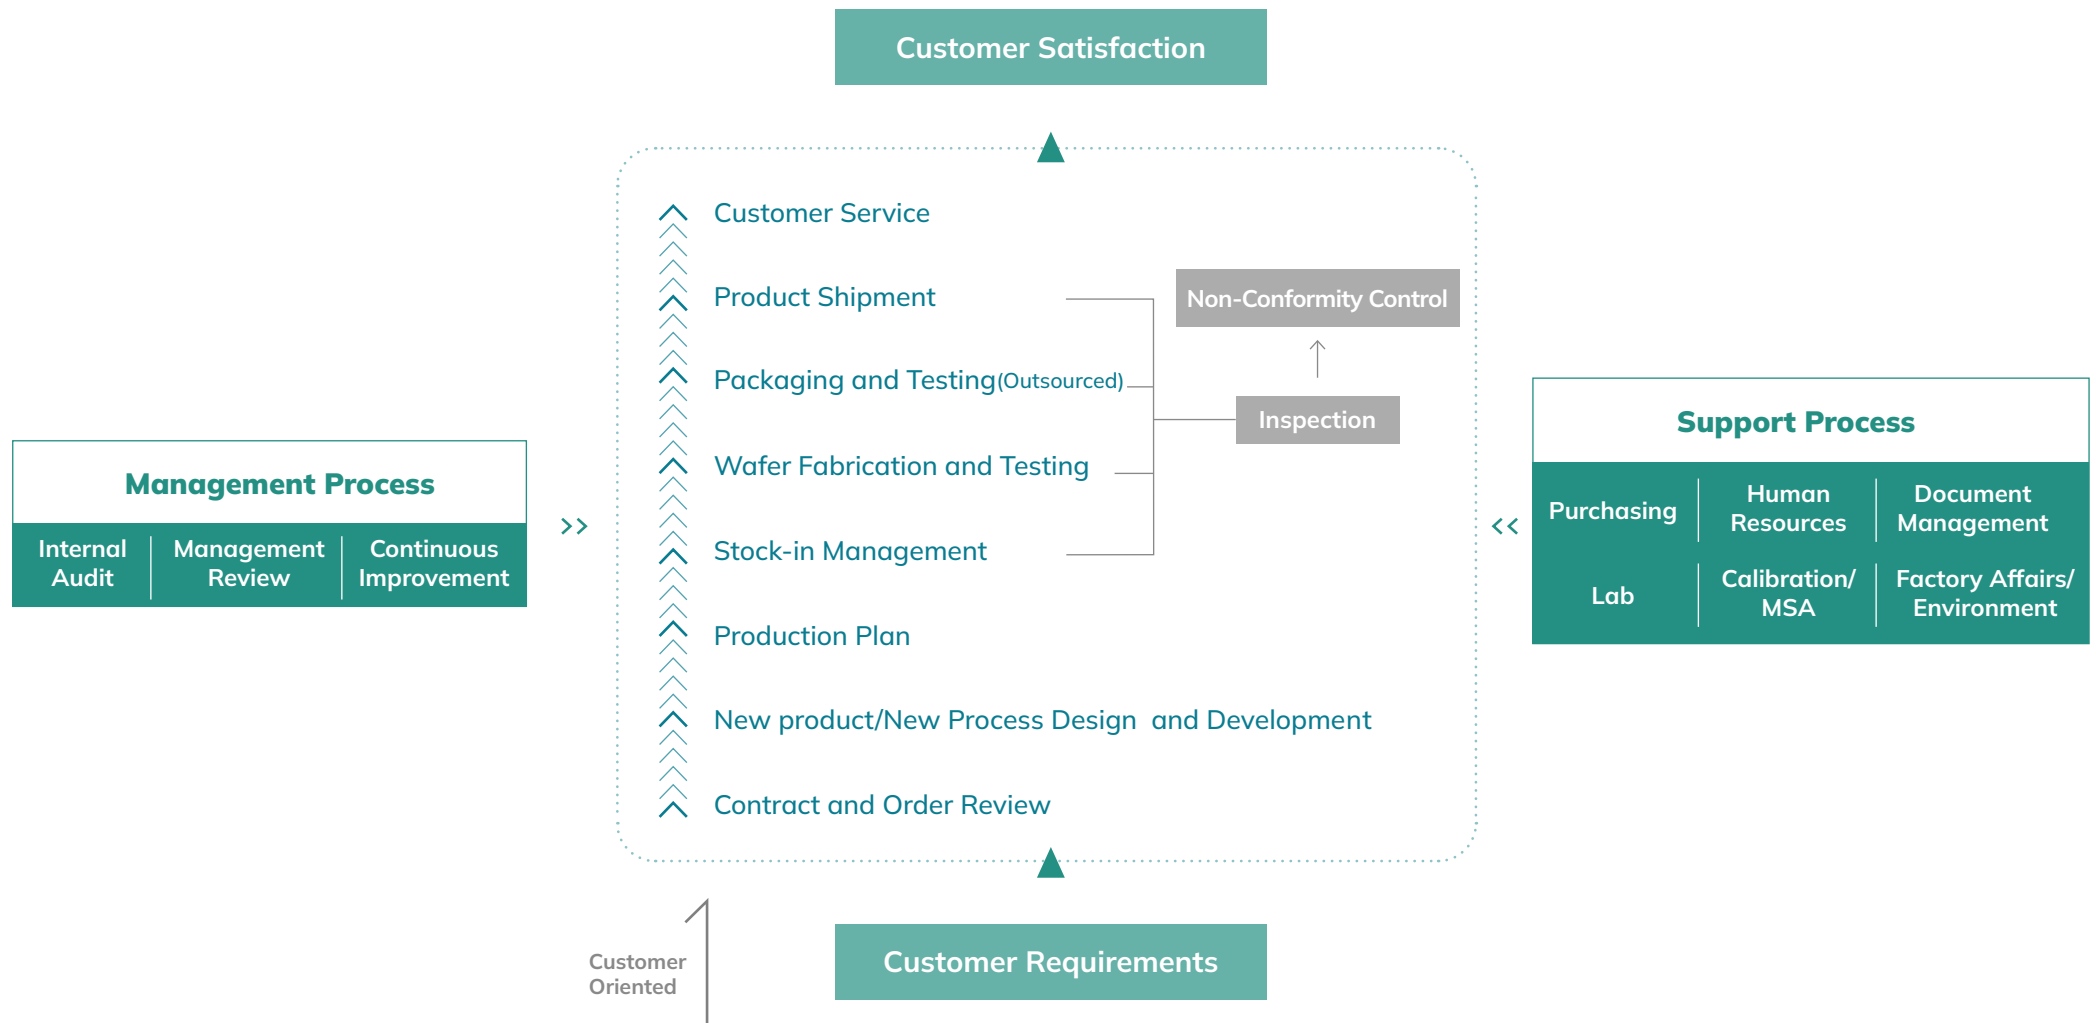 Customer Satisfaction
Customer Service
Product Shipment
Non-Conformity Control
Packaging and Testing(Outsourced)
Inspection
Wafer Fabrication and Testing
Stock-in Management
Production Plan
New product/New Process Design and Development
Contract and Order Review
Management Process
Internal
Audit
Management
Review
Continuous
Improvement
Support Process
Purchasing
Human
Resources
Document
Management
Lab
Calibration/
MSA
Factory Affairs/
Environment
Customer
Oriented
Customer Requirements